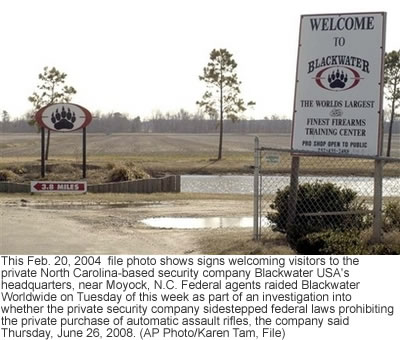 WELCOME
TO
BLACKWATER
THE WORLDS LARGEST
FINEST FIREARMS
TRAINING CENTER
PRO SHOP OPEN TO PUBLIC
3.8 MILES
This Feb. 20, 2004 file photo shows signs welcoming visitors to the
private North Carolina-based security company Blackwater USA's
headquarters, near Moyock, N.C. Federal agents raided Blackwater
Worldwide on Tuesday of this week as part of an investigation into
whether the private security company sidestepped federal laws prohibiting
the private purchase of automatic assault rifles, the company said
Thursday, June 26, 2008. (AP Photo/Karen Tam, File)